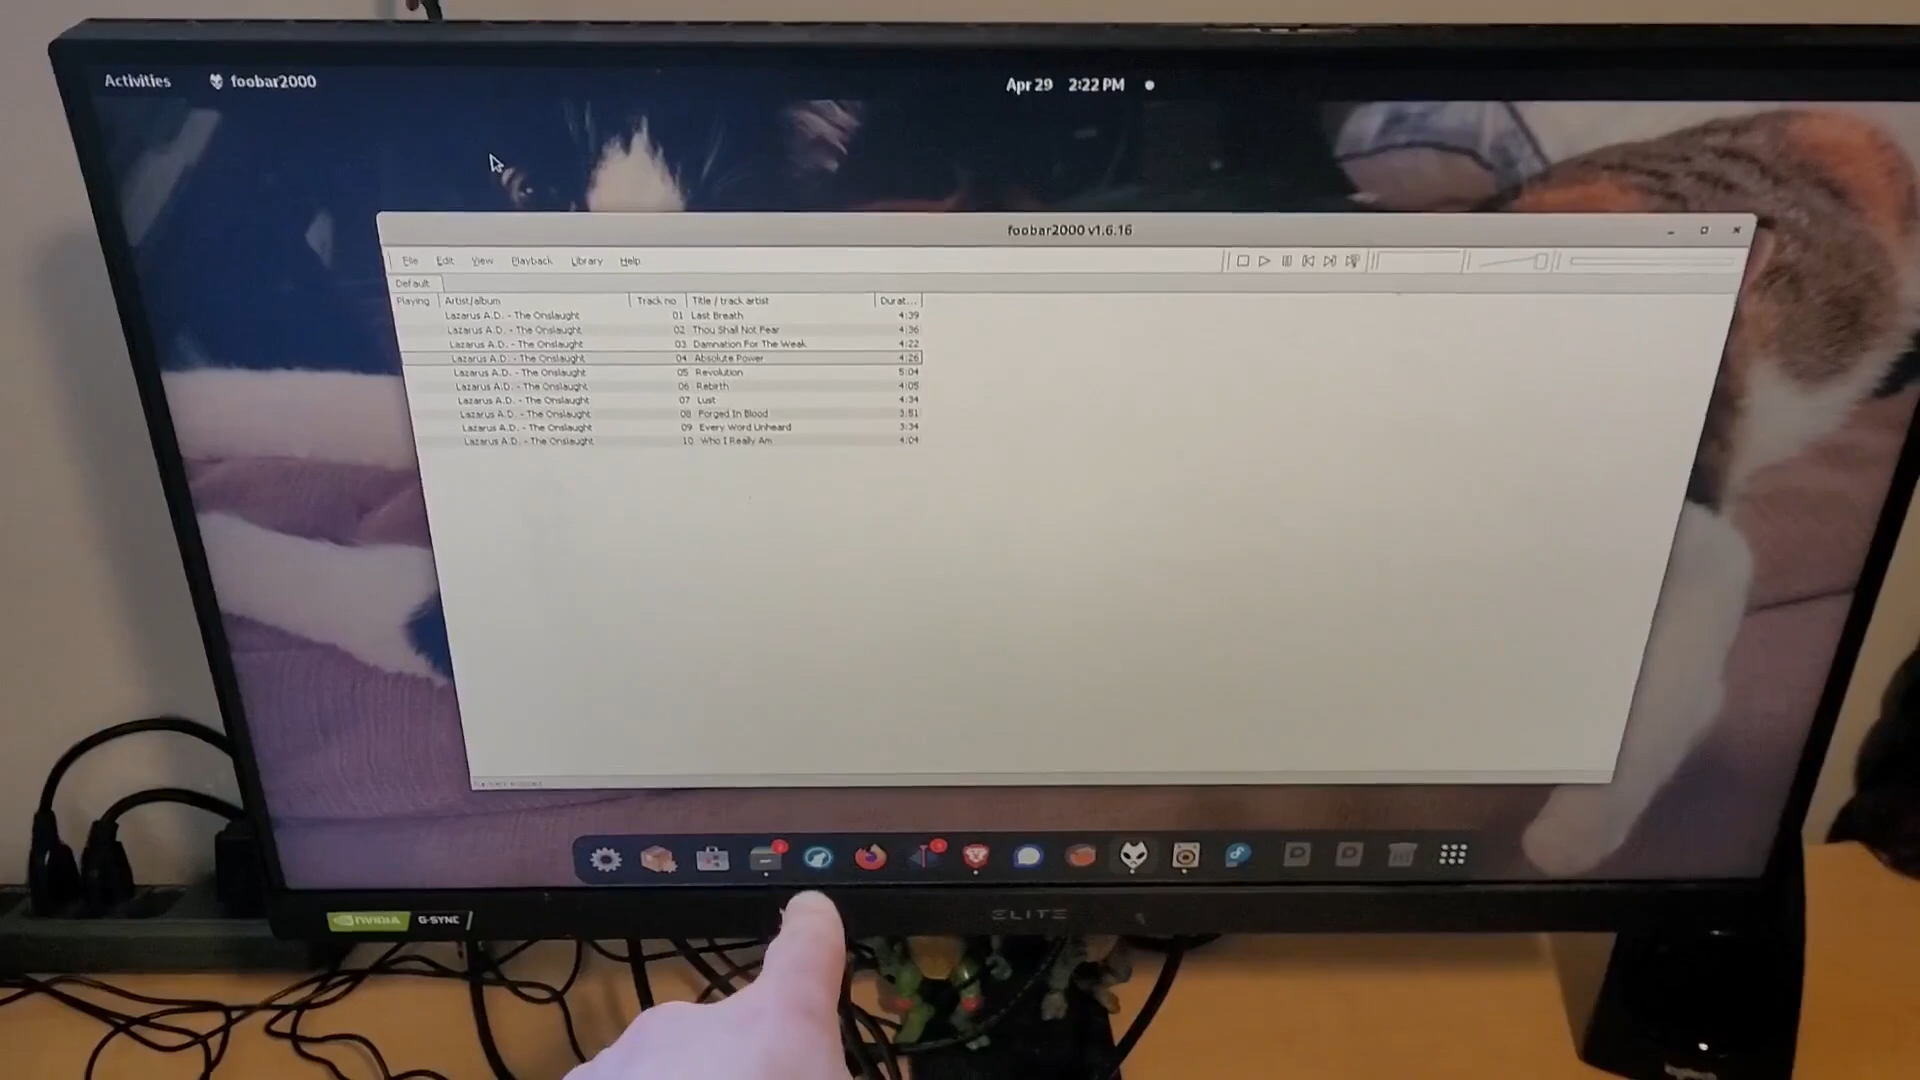 Activities foobar2000 Apr 29 2:22 PM
foobar2000 v1.6.16
File Edit View Playback Library Help
Default
Playing Artist/album Track no Title / track artist Durat...
Lazarus A.D. - The Onslaught 01 Last Breath 4:39
Lazarus A.D. - The Onslaught 02 Thou Shall Not Fear 4:36
Lazarus A.D. - The Onslaught 03 Damnation For The Weak 4:22
Lazarus A.D. - The Onslaught 04 Absolute Power 4:26
Lazarus A.D. - The Onslaught 05 Revolution 5:04
Lazarus A.D. - The Onslaught 06 Rebirth 4:05
Lazarus A.D. - The Onslaught 07 Lust 4:34
Lazarus A.D. - The Onslaught 08 Forged In Blood 3:51
Lazarus A.D. - The Onslaught 09 Every Word Unheard 3:34
Lazarus A.D. - The Onslaught 10 Who I Really Am 4:04
NVIDIA G-SYNC ELITE